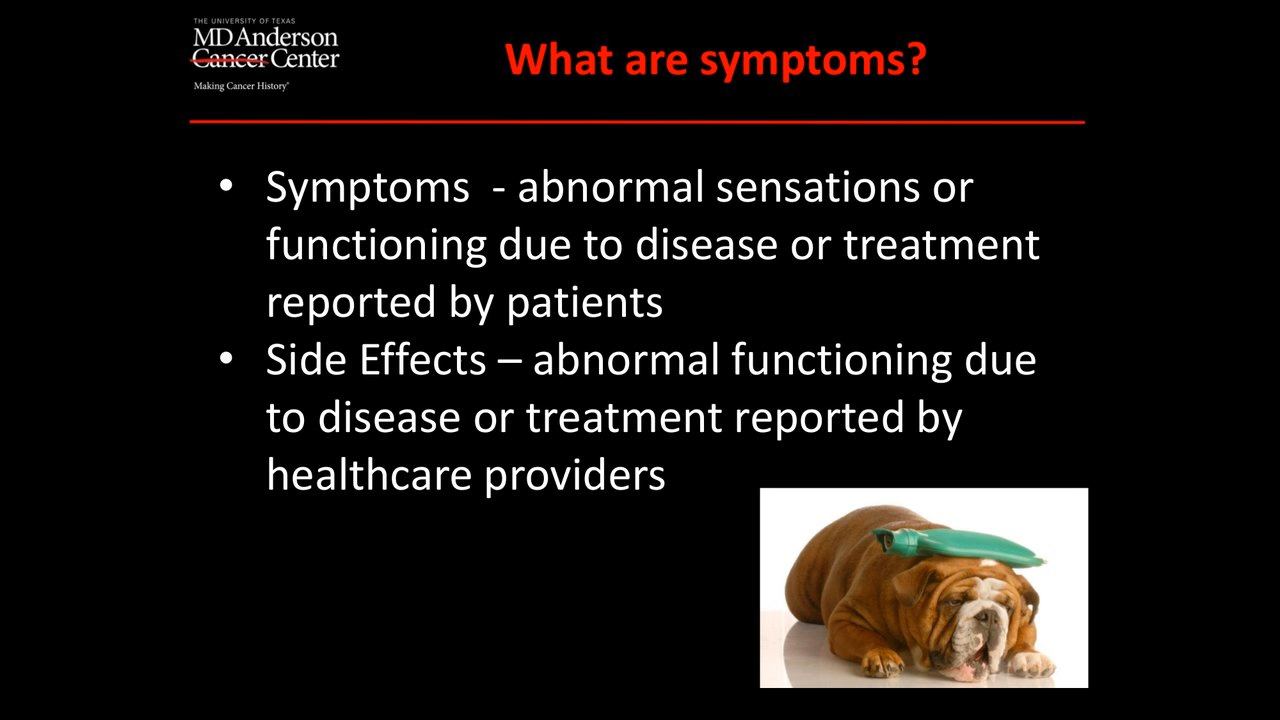 THE UNIVERSITY OF TEXAS
MD Anderson
Cancer Center
Making Cancer History®
What are symptoms?
• Symptoms - abnormal sensations or
functioning due to disease or treatment
reported by patients
• Side Effects – abnormal functioning due
to disease or treatment reported by
healthcare providers